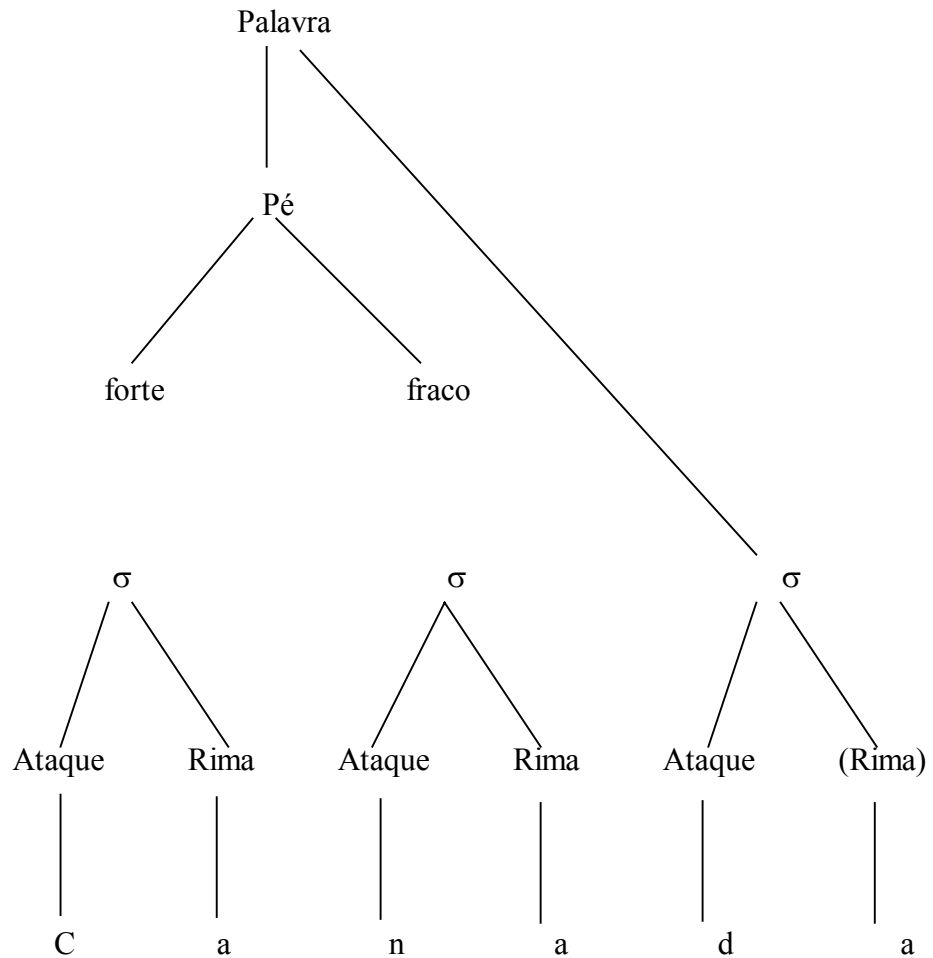 Palavra
Pé
forte fraco
σ σ σ
Ataque Rima Ataque Rima Ataque (Rima)
C a n a d a